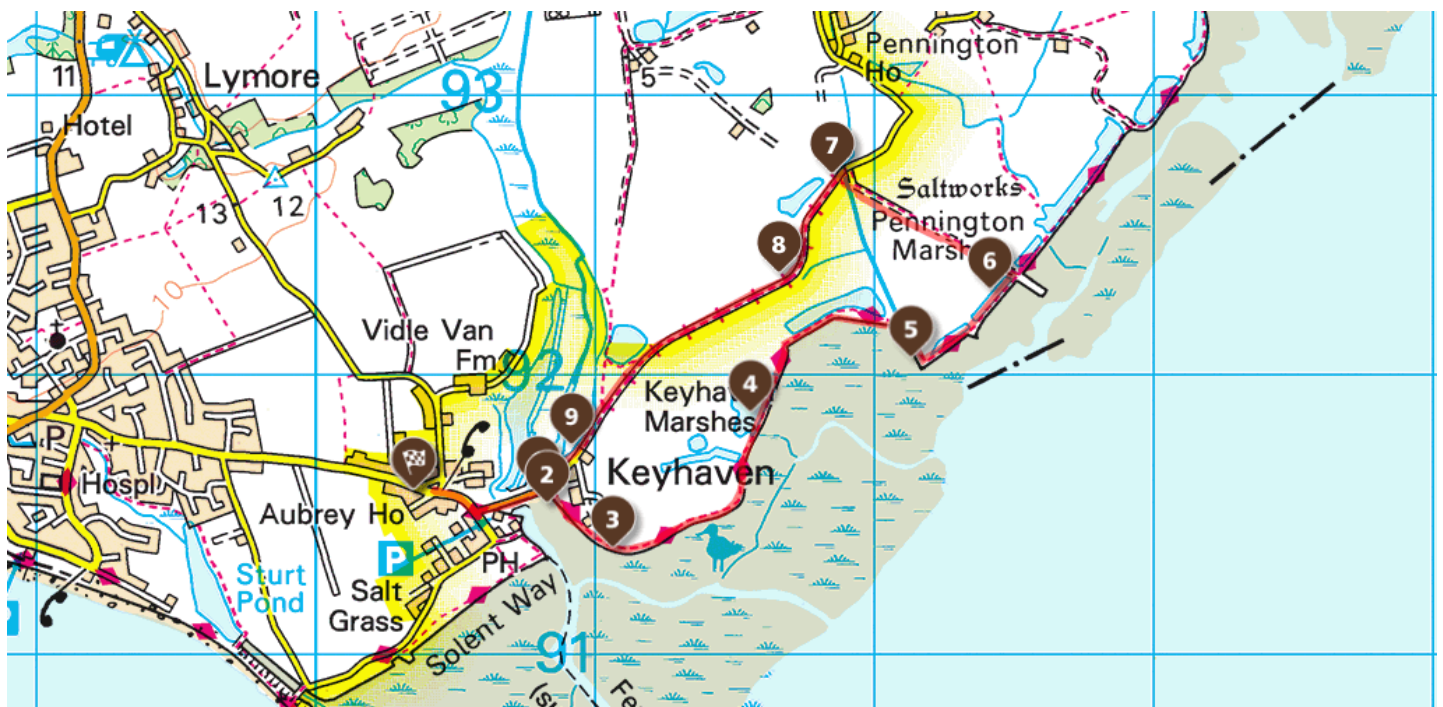 Pennington
Ho
11
Lymore
93
5
Hotel
7
Saltworks
13
12
Pennington
Marsh
8
6
10
Vidle Van
Fm
5
92
4
Keyhaven
Marshes
9
P
Hospl
2
Keyhaven
Aubrey Ho
3
P
PH
Sturt
Pond
Salt
Grass
Solent Way
91
Fe
(su